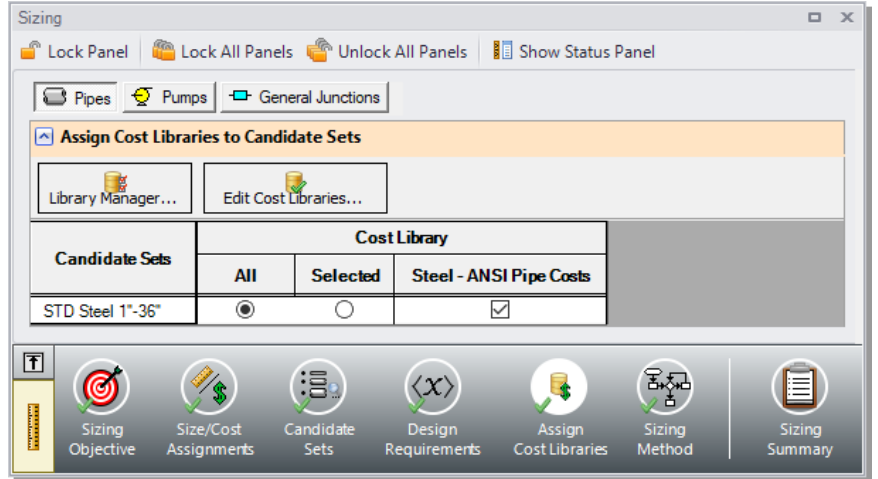 Sizing
Lock Panel Lock All Panels Unlock All Panels Show Status Panel
Pipes Pumps General Junctions
Assign Cost Libraries to Candidate Sets
Library Manager... Edit Cost Libraries...
Candidate Sets Cost Library
All Selected Steel - ANSI Pipe Costs
STD Steel 1"-36"
Sizing Size/Cost Candidate Design Assign Sizing Sizing
Objective Assignments Sets Requirements Cost Libraries Method Summary